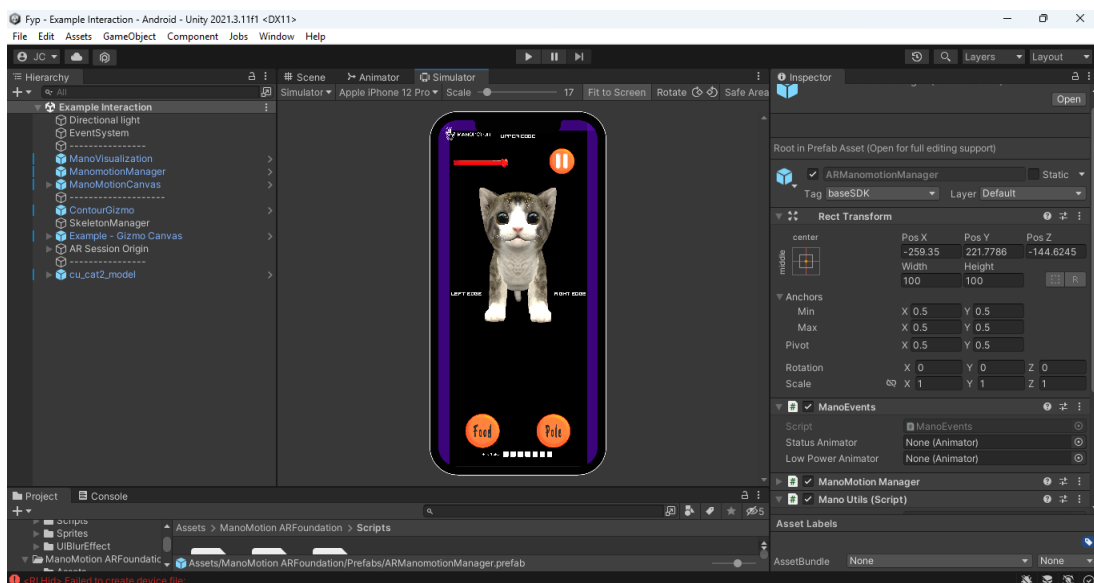 Fyp - Example Interaction - Android - Unity 2021.3.11f1 <DX11>
File Edit Assets GameObject Component Jobs Window Help
JC Layers Layout
Hierarchy
All
Example Interaction
Directional light
EventSystem
----------------
ManoVisualization
ManomotionManager
ManoMotionCanvas
--------------------
ContourGizmo
SkeletonManager
Example - Gizmo Canvas
AR Session Origin
----------------
cu_cat2_model
Scene Animator Simulator
Simulator Apple iPhone 12 Pro Scale 17 Fit to Screen Rotate Safe Area
UPPER EDGE
LEFT EDGE RIGHT EDGE
Food Pole
Inspector
Open
Root in Prefab Asset (Open for full editing support)
ARManomotionManager Static
Tag baseSDK Layer Default
Rect Transform
center Pos X Pos Y Pos Z
middle -259.35 221.7786 -144.6245
Width Height
100 100 R
Anchors
Min X 0.5 Y 0.5
Max X 0.5 Y 0.5
Pivot X 0.5 Y 0.5
Rotation X 0 Y 0 Z 0
Scale X 1 Y 1 Z 1
# ManoEvents
Script ManoEvents
Status Animator None (Animator)
Low Power Animator None (Animator)
# ManoMotion Manager
# Mano Utils (Script)
Asset Labels
AssetBundle None None
Project Console
5
Scripts
Sprites
UIBlurEffect
ManoMotion ARFoundatic
Assets > ManoMotion ARFoundation > Scripts
Assets/ManoMotion ARFoundation/Prefabs/ARManomotionManager.prefab
<RI.Hid> Failed to create device file: